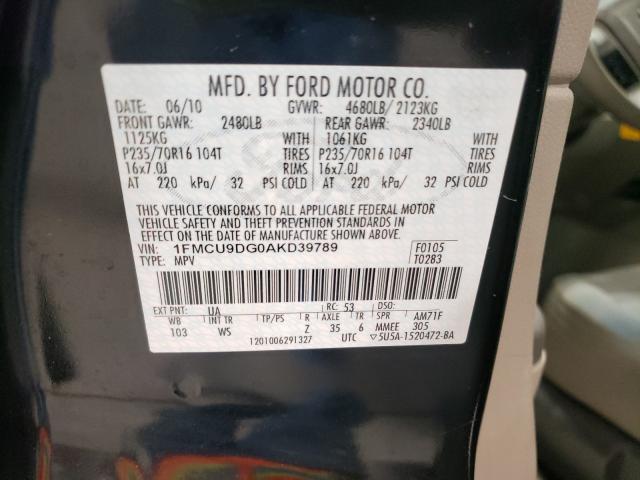 MFD. BY FORD MOTOR CO.
DATE: 06/10 GVWR: 4680LB/ 2123KG
FRONT GAWR: 2480LB REAR GAWR: 2340LB
1125KG WITH 1061KG WITH
P235/70R16 104T TIRES P235/70R16 104T TIRES
16x7.0J RIMS 16x7.0J RIMS
AT 220 kPa/ 32 PSI COLD AT 220 kPa/ 32 PSI COLD
THIS VEHICLE CONFORMS TO ALL APPLICABLE FEDERAL MOTOR
VEHICLE SAFETY AND THEFT PREVENTION STANDARDS IN
EFFECT ON THE DATE OF MANUFACTURE SHOWN ABOVE.
VIN: 1FMCU9DG0AKD39789 F0105
TYPE: MPV T0283
EXT PNT: UA RC: 53 DSO:
WB INT TR TP/PS R AXLE TR SPR AM71F
103 WS Z 35 6 MMEE 305
1201006291327 UTC ▽5U5A-1520472-BA